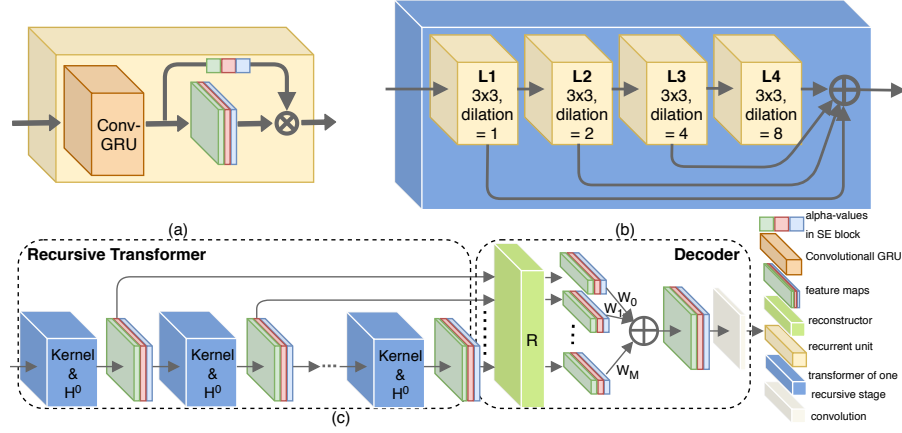 Conv-
GRU
(a)
L1
3x3,
dilation
= 1
L2
3x3,
dilation
= 2
L3
3x3,
dilation
= 4
L4
3x3,
dilation
= 8
(b)
Recursive Transformer
Kernel
& H⁰
Kernel
& H⁰
Kernel
& H⁰
(c)
Decoder
R
W₀
W₁
W_M
alpha-values
in SE block
Convolutionall GRU
feature maps
reconstructor
recurrent unit
transformer of one
recursive stage
convolution